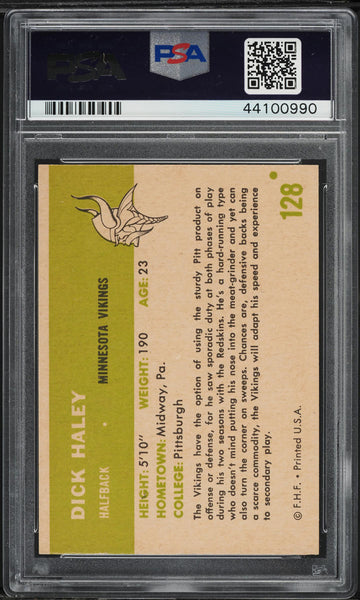 PSA
PSA
44100990
128
DICK HALEY
HALFBACK • MINNESOTA VIKINGS
HEIGHT: 5'10" WEIGHT: 190 AGE: 23
HOMETOWN: Midway, Pa.
COLLEGE: Pittsburgh
The Vikings have the option of using the sturdy Pitt product on
offense or defense, for he saw sporadic duty at both phases of play
during his two seasons with the Redskins. He's a hard-running type
who doesn't mind putting his nose into the meat-grinder and yet can
also turn the corner on sweeps. Chances are, defensive backs being
a scarce commodity, the Vikings will adapt his speed and experience
to secondary play.
© F.H.F. • Printed U.S.A.